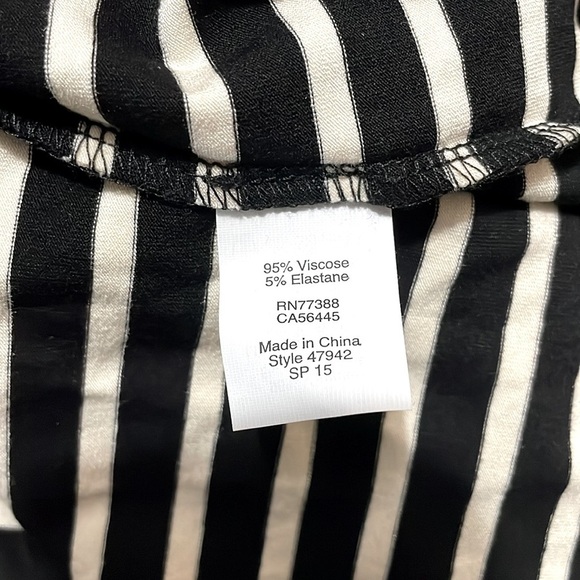 95% Viscose
5% Elastane
RN77388
CA56445
Made in China
Style 47942
SP 15